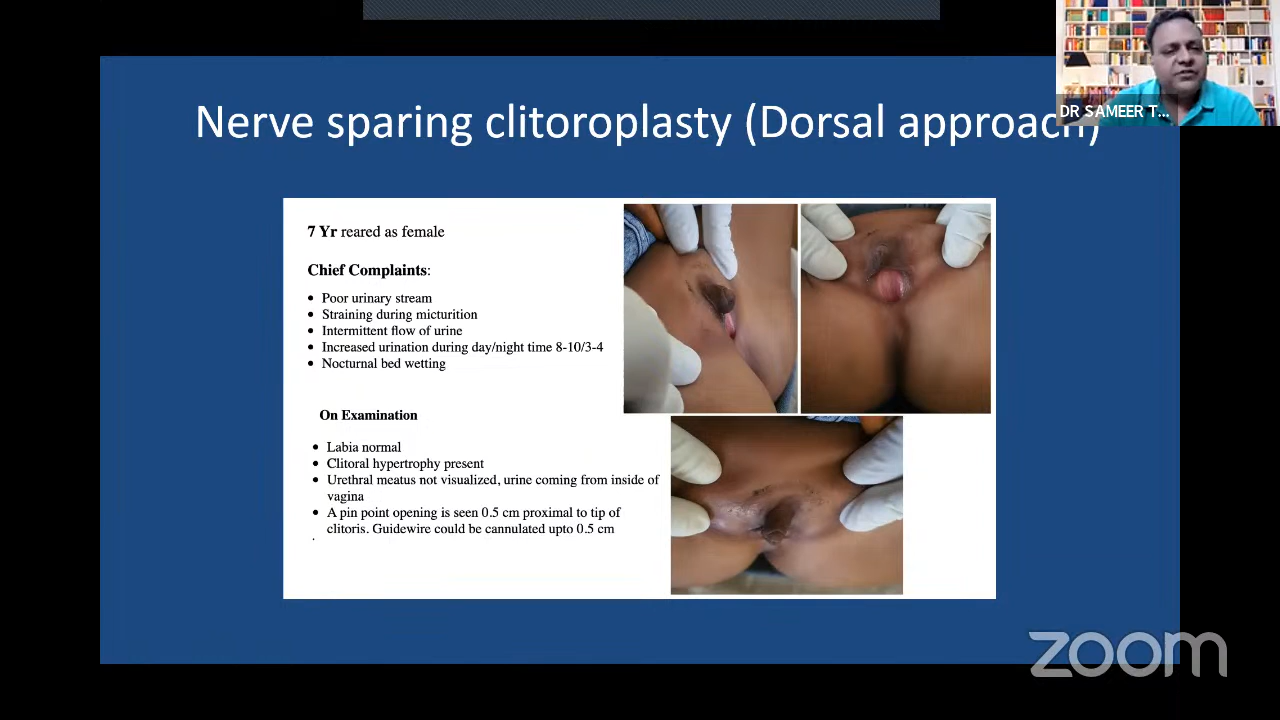 DR SAMEER T...
Nerve sparing clitoroplasty (Dorsal approach)
7 Yr reared as female
Chief Complaints:
• Poor urinary stream
• Straining during micturition
• Intermittent flow of urine
• Increased urination during day/night time 8-10/3-4
• Nocturnal bed wetting
On Examination
• Labia normal
• Clitoral hypertrophy present
• Urethral meatus not visualized, urine coming from inside of
vagina
• A pin point opening is seen 0.5 cm proximal to tip of
clitoris. Guidewire could be cannulated upto 0.5 cm
.
zoom